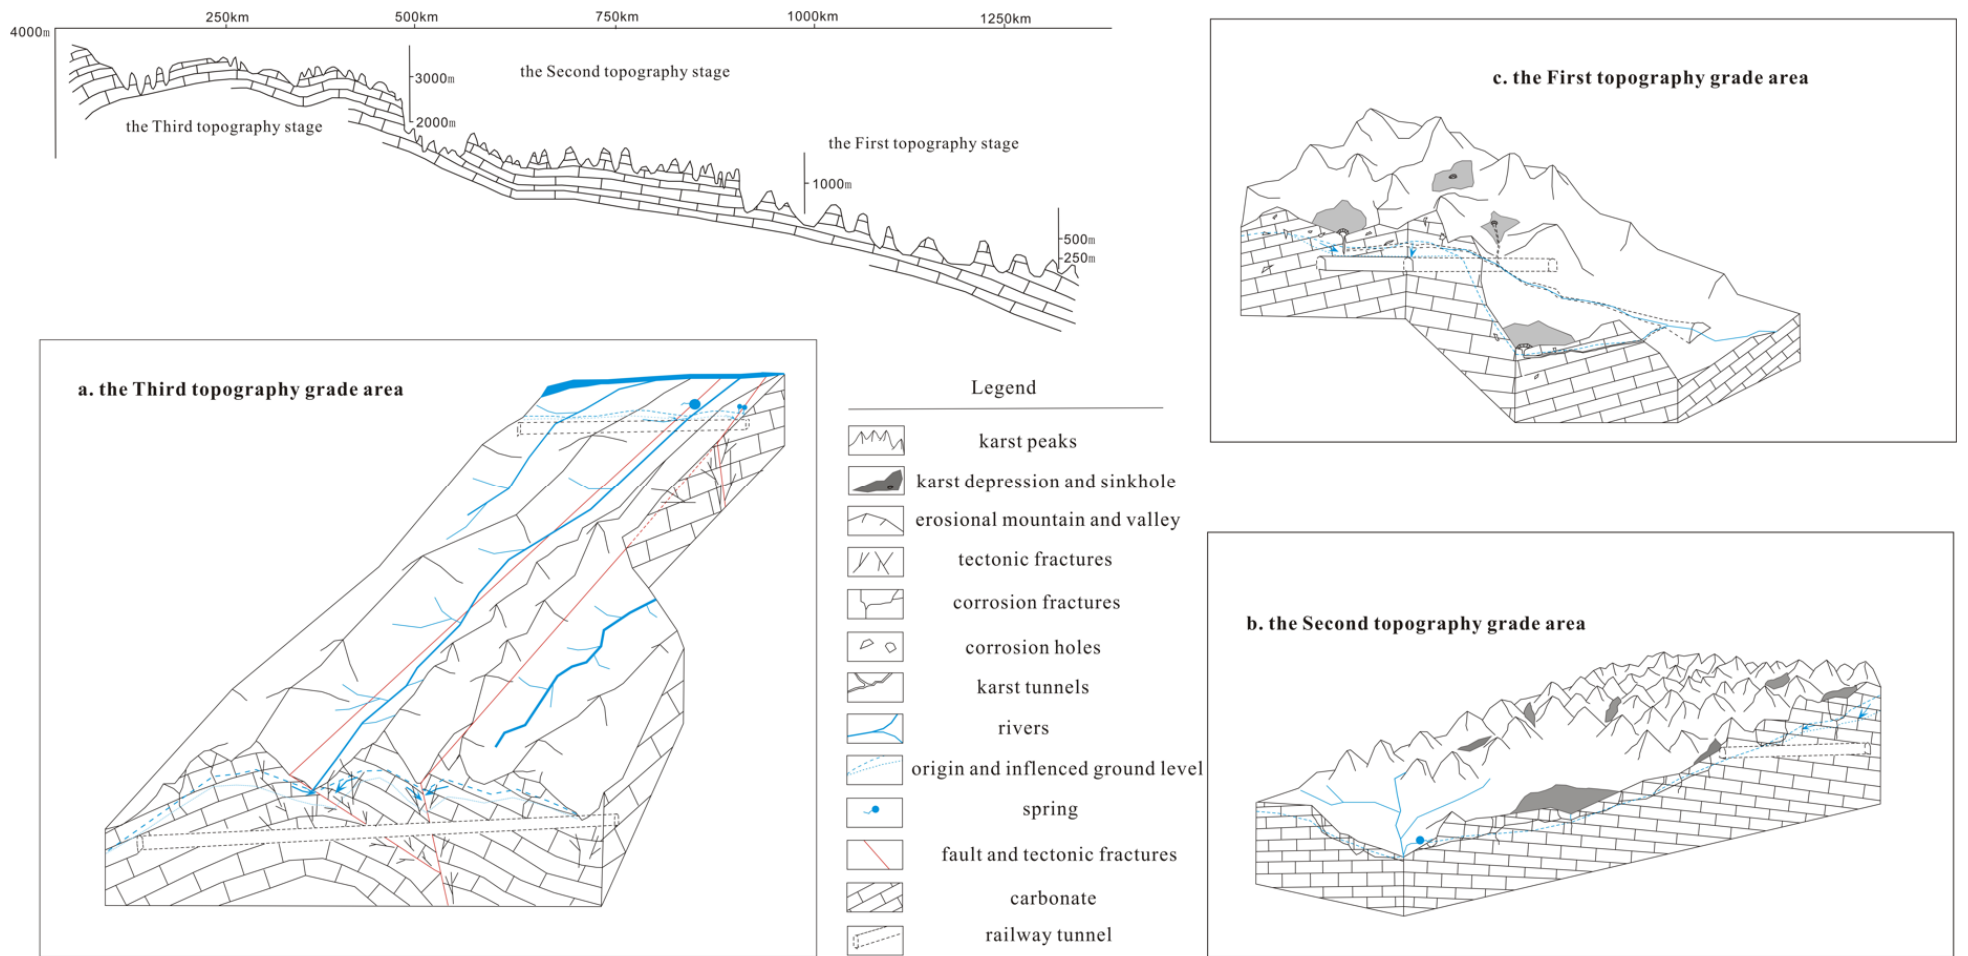 250km 500km 750km 1000km 1250km
4000m
the Second topography stage
3000m
2000m
the Third topography stage
the First topography stage
1000m
500m
250m
a. the Third topography grade area
Legend
karst peaks
karst depression and sinkhole
erosional mountain and valley
tectonic fractures
corrosion fractures
corrosion holes
karst tunnels
rivers
origin and inflenced ground level
spring
fault and tectonic fractures
carbonate
railway tunnel
c. the First topography grade area
b. the Second topography grade area